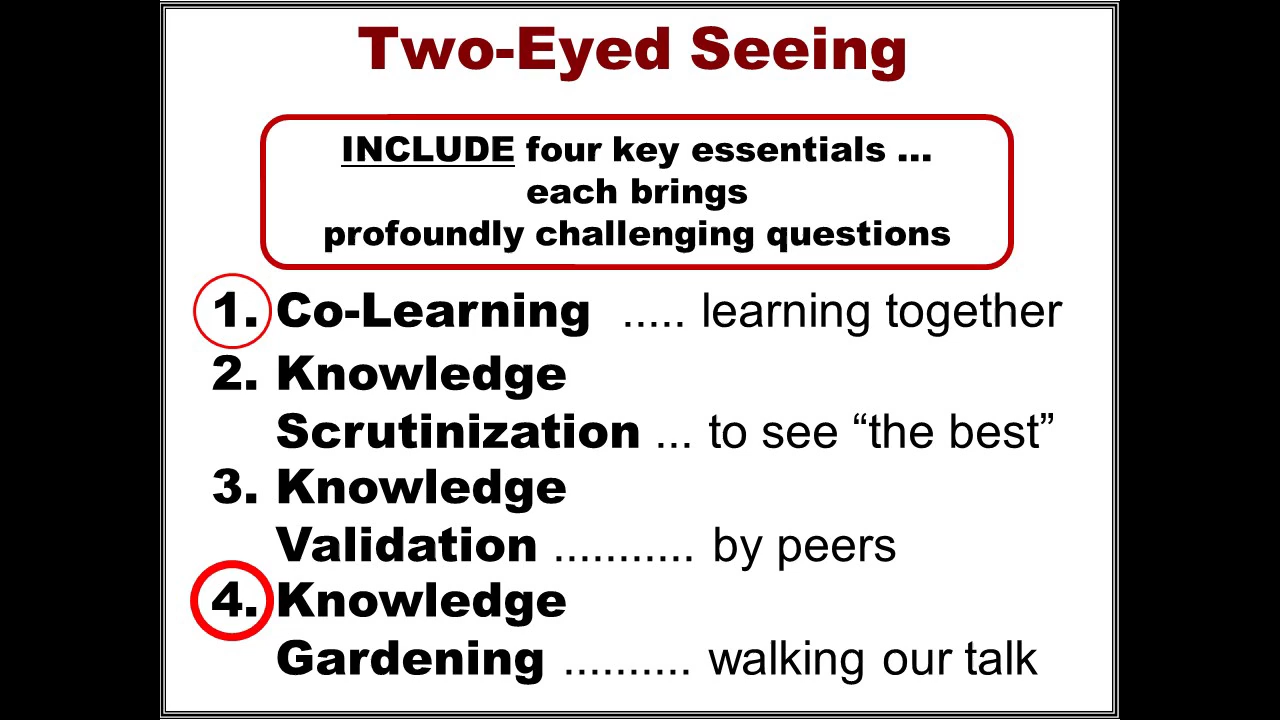 Two-Eyed Seeing
INCLUDE four key essentials ...
each brings
profoundly challenging questions
1. Co-Learning ..... learning together
2. Knowledge
Scrutinization ... to see “the best”
3. Knowledge
Validation ........... by peers
4. Knowledge
Gardening .......... walking our talk